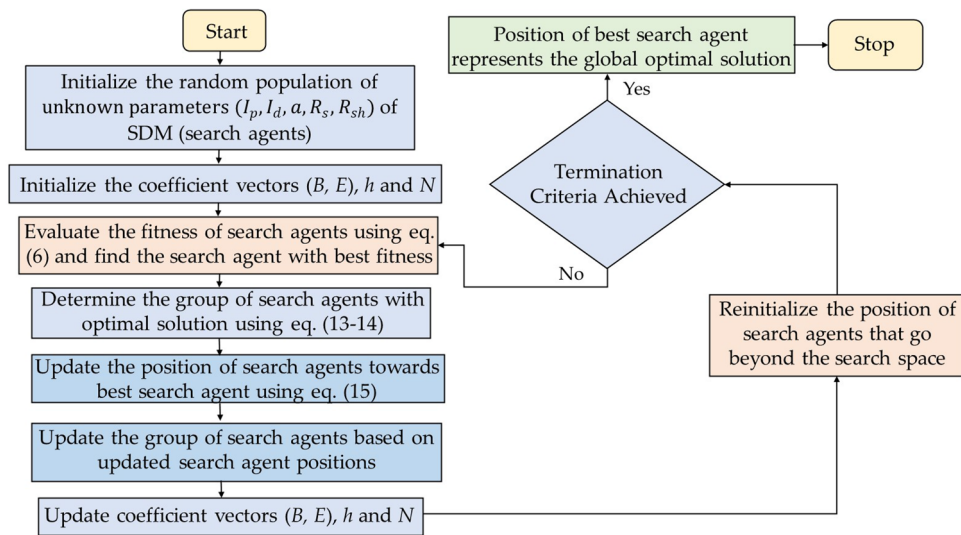 Start
Initialize the random population of
unknown parameters (I_p, I_d, a, R_s, R_sh) of
SDM (search agents)
Initialize the coefficient vectors (B, E), h and N
Evaluate the fitness of search agents using eq.
(6) and find the search agent with best fitness
Determine the group of search agents with
optimal solution using eq. (13-14)
Update the position of search agents towards
best search agent using eq. (15)
Update the group of search agents based on
updated search agent positions
Update coefficient vectors (B, E), h and N
Reinitialize the position of
search agents that go
beyond the search space
Termination
Criteria Achieved
No
Yes
Position of best search agent
represents the global optimal solution
Stop